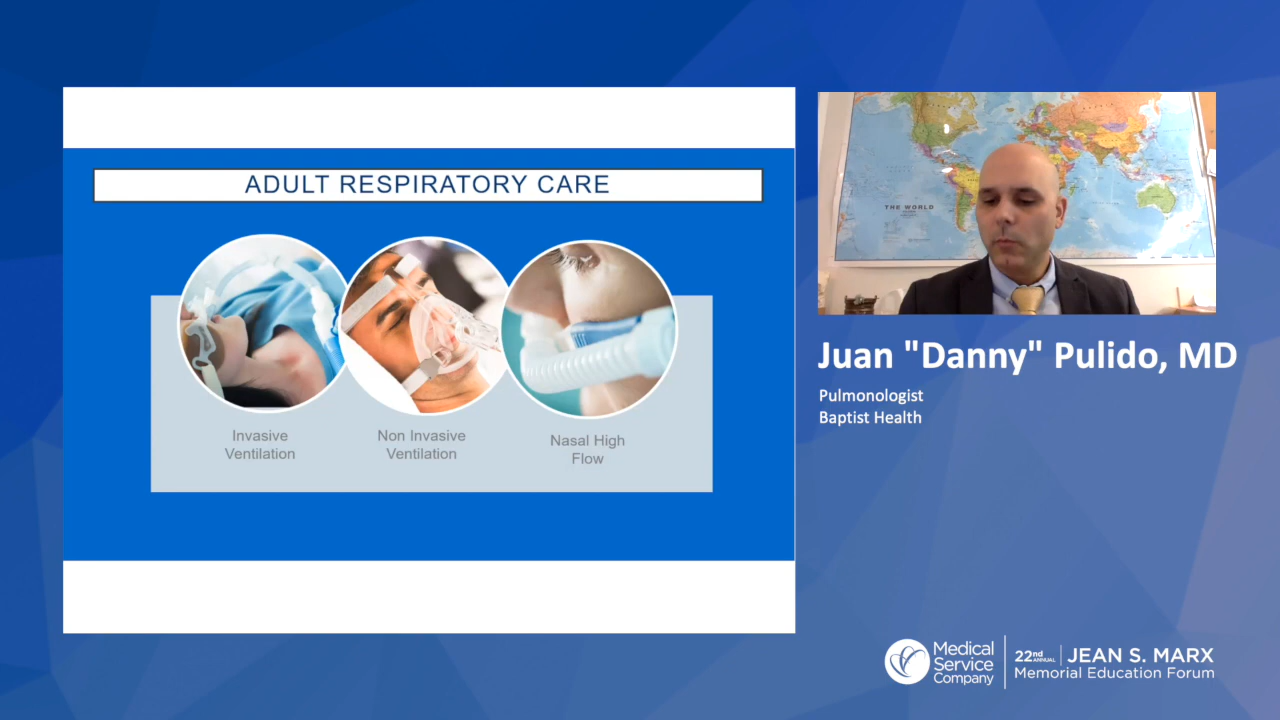 ADULT RESPIRATORY CARE
Invasive
Ventilation
Non Invasive
Ventilation
Nasal High
Flow
THE WORLD
Juan "Danny" Pulido, MD
Pulmonologist
Baptist Health
Medical
Service
Company
22nd ANNUAL JEAN S. MARX
Memorial Education Forum